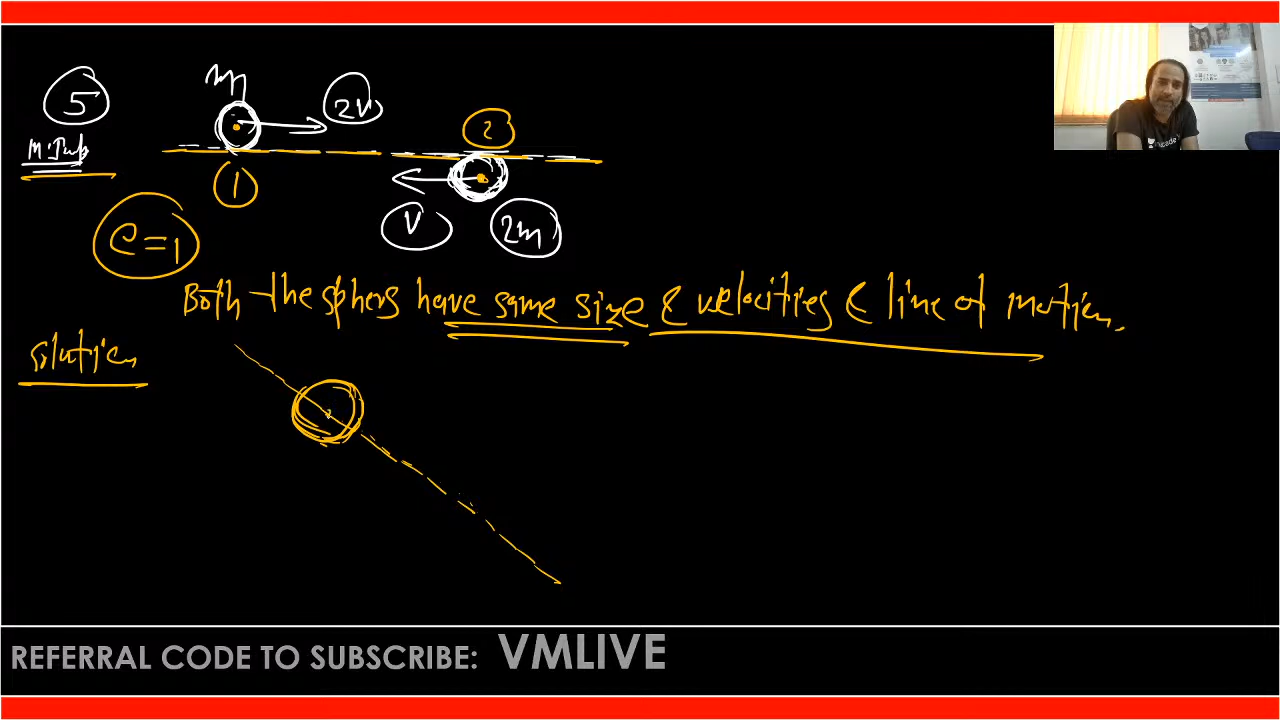 5
m
2V
2
M. Imp
1
e=1
V
2m
Both the sphers have same size & velocities & line of motion.
solution
REFERRAL CODE TO SUBSCRIBE: VMLIVE